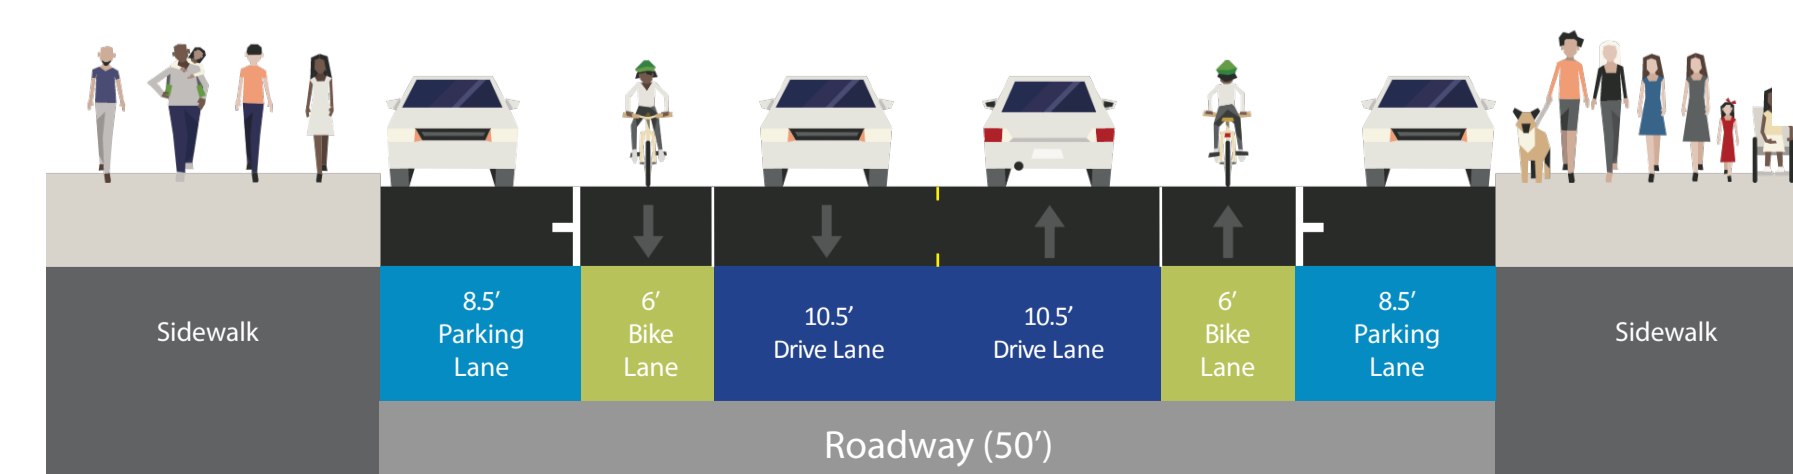 Sidewalk
8.5′
Parking
Lane
6′
Bike
Lane
10.5′
Drive Lane
10.5′
Drive Lane
6′
Bike
Lane
8.5′
Parking
Lane
Sidewalk
Roadway (50′)